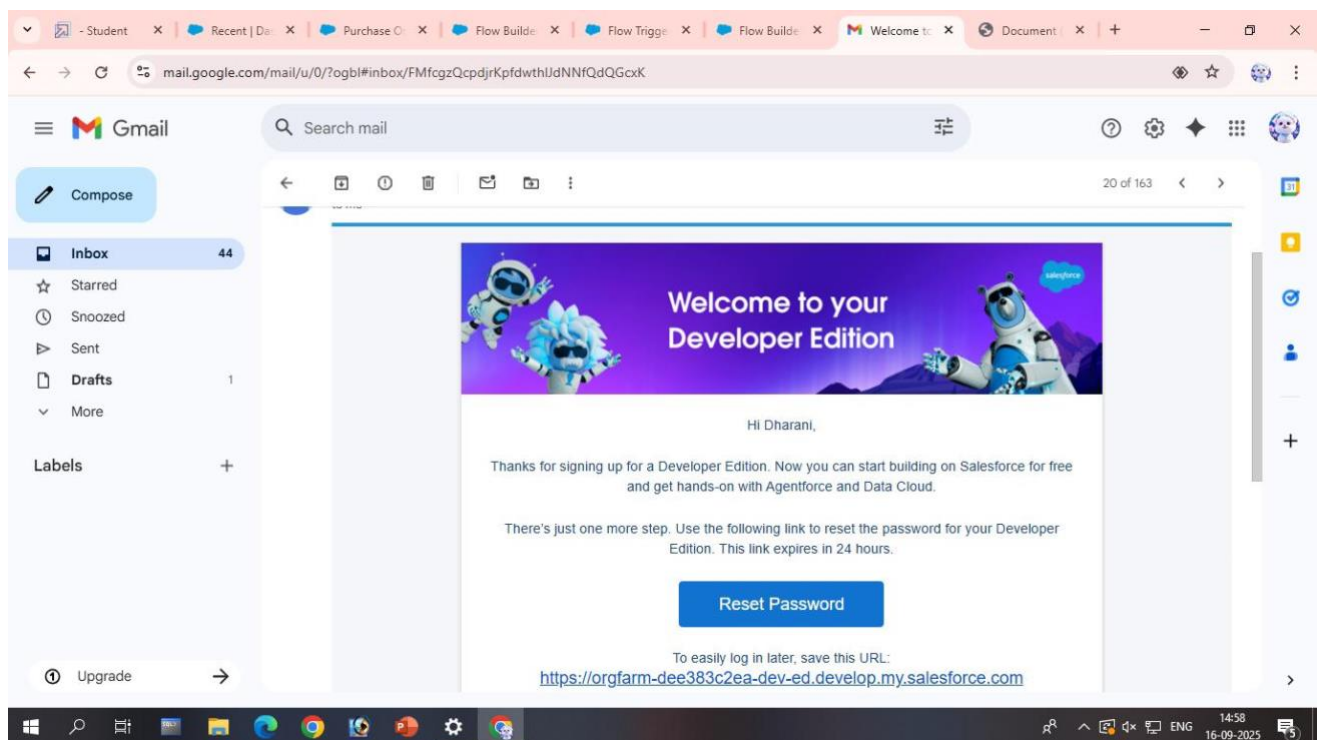 - Student
Recent | Da
Purchase O
Flow Builde
Flow Trigge
Flow Builde
Welcome to
Document
mail.google.com/mail/u/0/?ogbl#inbox/FMfcgzQcpdjrKpfdwthlJdNNfQdQGcxK
Gmail
Search mail
Compose
20 of 163
31
Inbox 44
Starred
Snoozed
Sent
Drafts 1
More
Labels
salesforce
Welcome to your
Developer Edition
Hi Dharani,
Thanks for signing up for a Developer Edition. Now you can start building on Salesforce for free
and get hands-on with Agentforce and Data Cloud.
There's just one more step. Use the following link to reset the password for your Developer
Edition. This link expires in 24 hours.
Reset Password
To easily log in later, save this URL:
https://orgfarm-dee383c2ea-dev-ed.develop.my.salesforce.com
Upgrade
ENG
14:58
16-09-2025
5